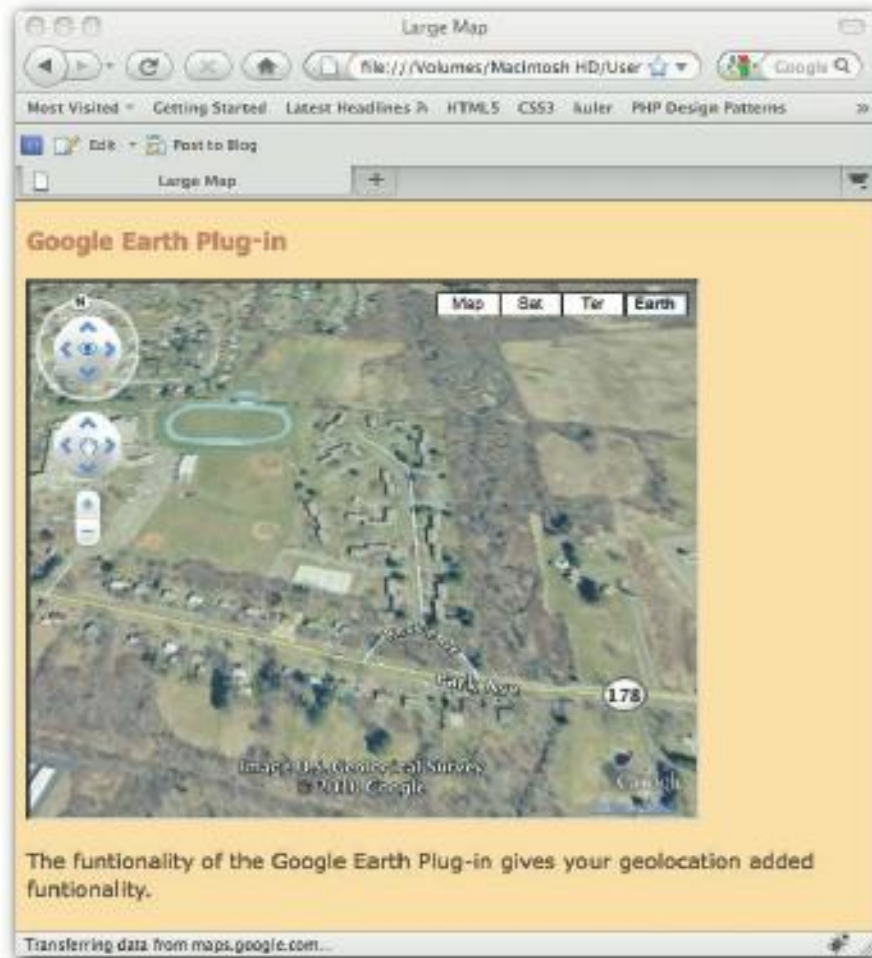 Large Map
file:///Volumes/Macintosh HD/User
Google
Most Visited Getting Started Latest Headlines HTML5 CSS3 kuler PHP Design Patterns »
Edit Post to Blog
Large Map +
Google Earth Plug-in
N
Map Sat Ter Earth
+
−
Park Ave
178
Image U.S. Geological Survey
© 2010 Google
Google
The funtionality of the Google Earth Plug-in gives your geolocation added
funtionality.
Transferring data from maps.google.com...